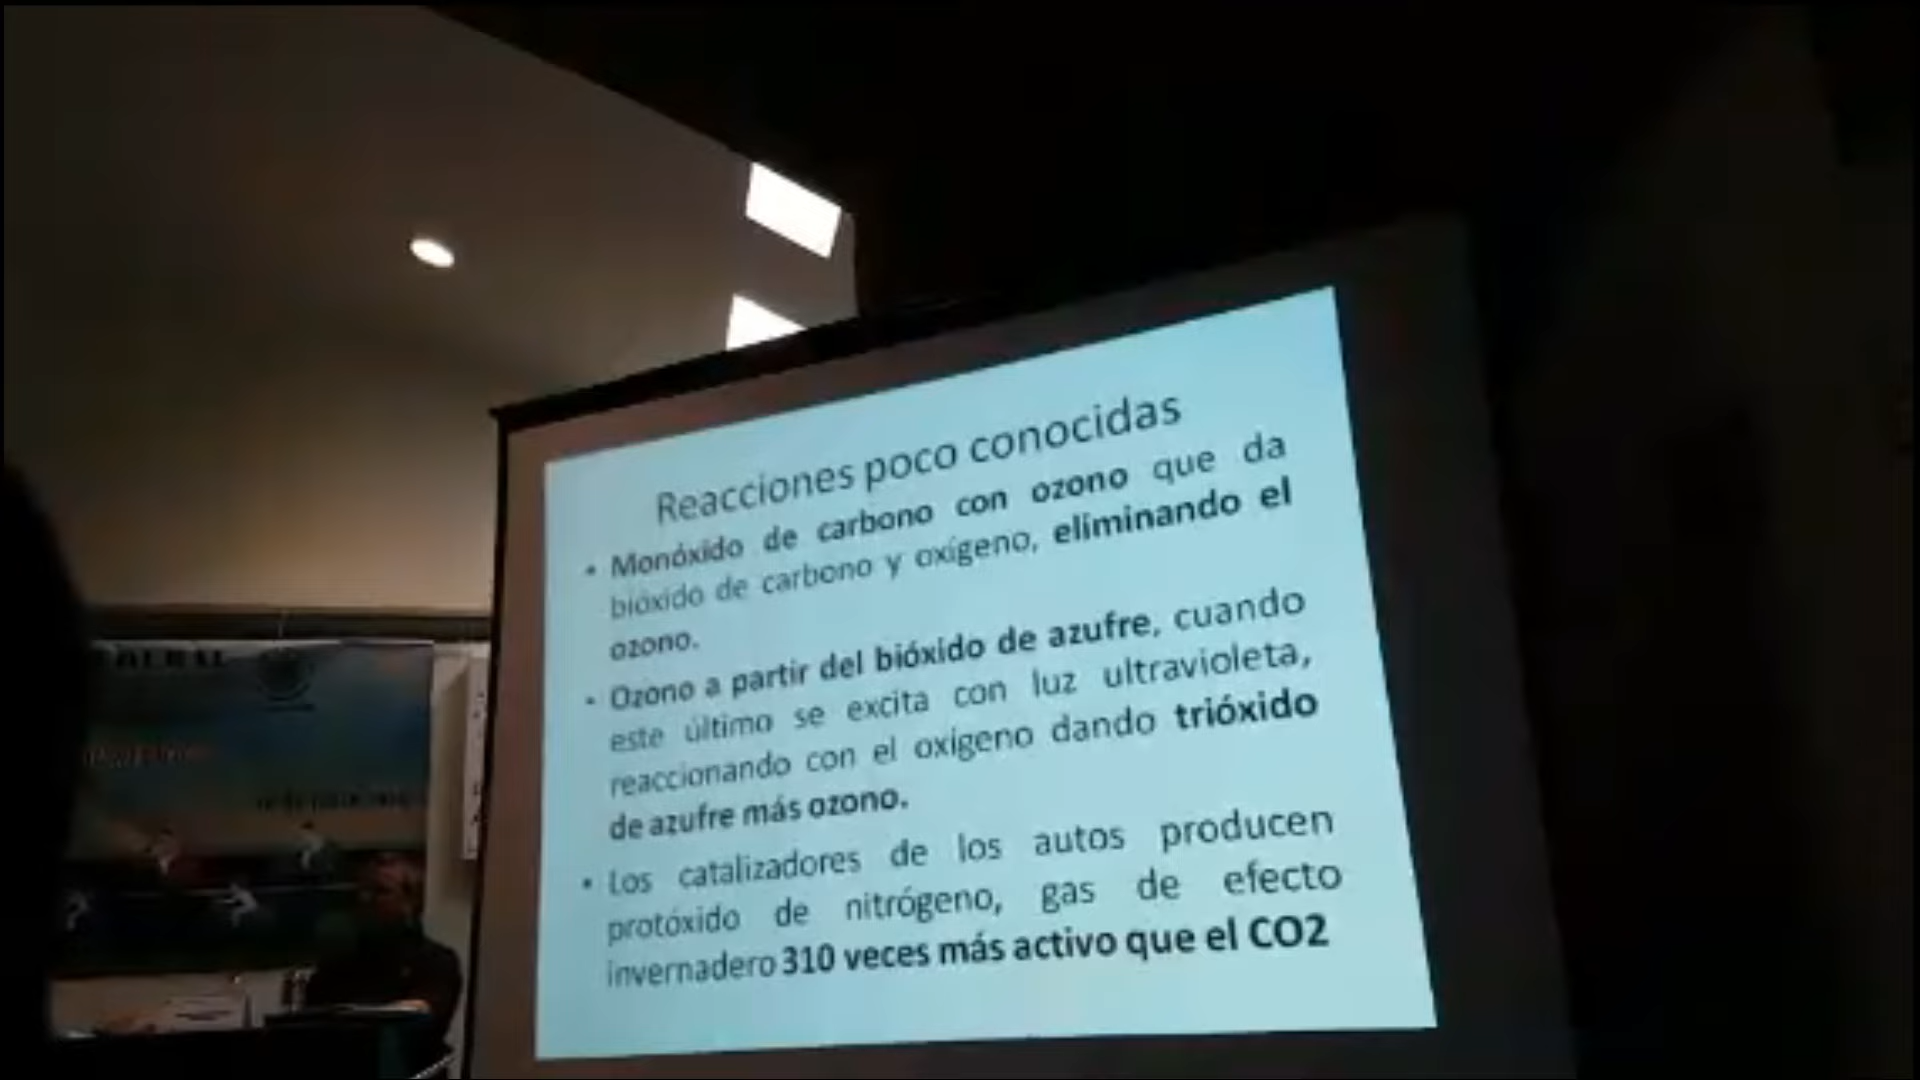 Reacciones poco conocidas
• Monóxido de carbono con ozono que da
bióxido de carbono y oxígeno, eliminando el
ozono.
• Ozono a partir del bióxido de azufre, cuando
este último se excita con luz ultravioleta,
reaccionando con el oxígeno dando trióxido
de azufre más ozono.
• Los catalizadores de los autos producen
protóxido de nitrógeno, gas de efecto
invernadero 310 veces más activo que el CO2